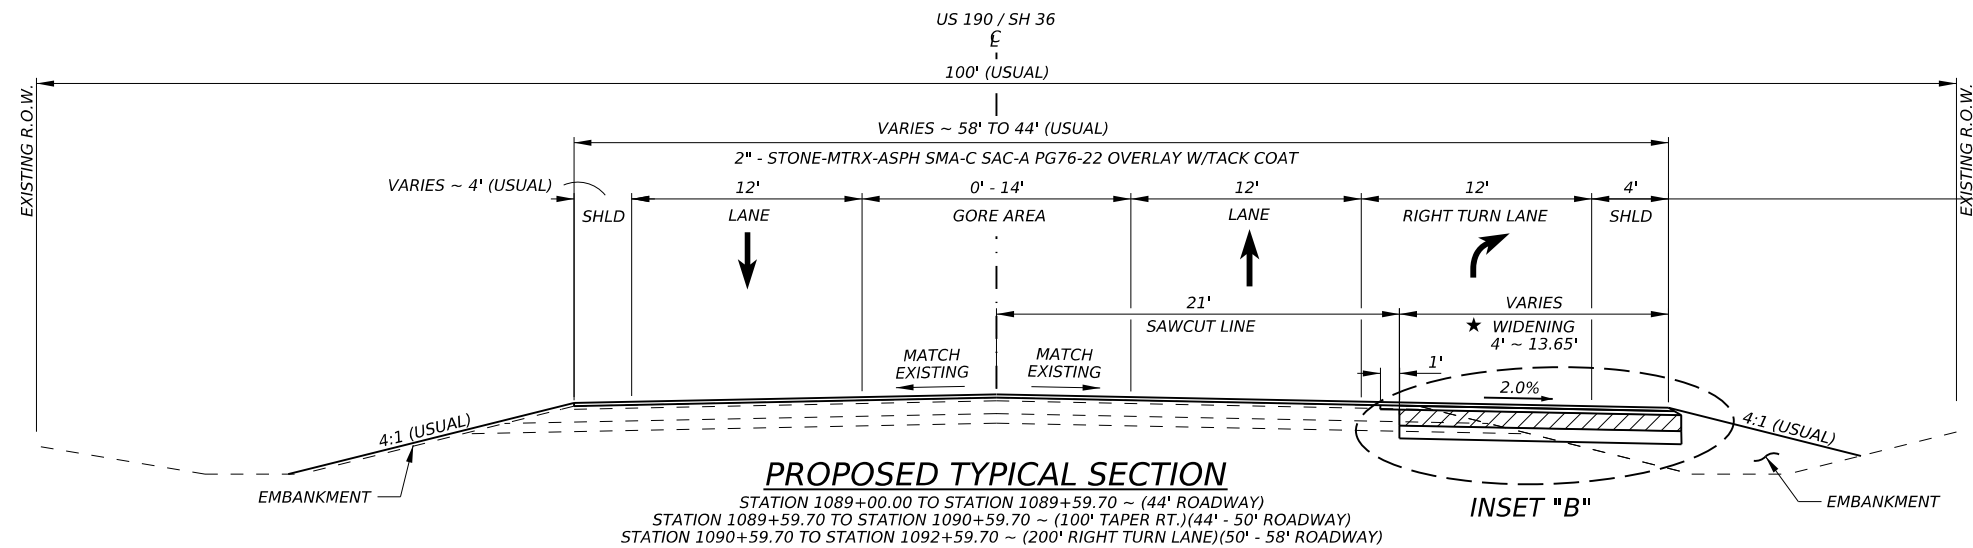 US 190 / SH 36
CL
100' (USUAL)
EXISTING R.O.W.
EXISTING R.O.W.
VARIES ~ 58' TO 44' (USUAL)
2" - STONE-MTRX-ASPH SMA-C SAC-A PG76-22 OVERLAY W/TACK COAT
VARIES ~ 4' (USUAL)
12'
0' - 14'
12'
12'
4'
SHLD
LANE
GORE AREA
LANE
RIGHT TURN LANE
SHLD
21'
VARIES
SAWCUT LINE
★ WIDENING
4' ~ 13.65'
MATCH
EXISTING
MATCH
EXISTING
1'
2.0%
4:1 (USUAL)
4:1 (USUAL)
EMBANKMENT
EMBANKMENT
INSET "B"
PROPOSED TYPICAL SECTION
STATION 1089+00.00 TO STATION 1089+59.70 ~ (44' ROADWAY)
STATION 1089+59.70 TO STATION 1090+59.70 ~ (100' TAPER RT.)(44' - 50' ROADWAY)
STATION 1090+59.70 TO STATION 1092+59.70 ~ (200' RIGHT TURN LANE)(50' - 58' ROADWAY)